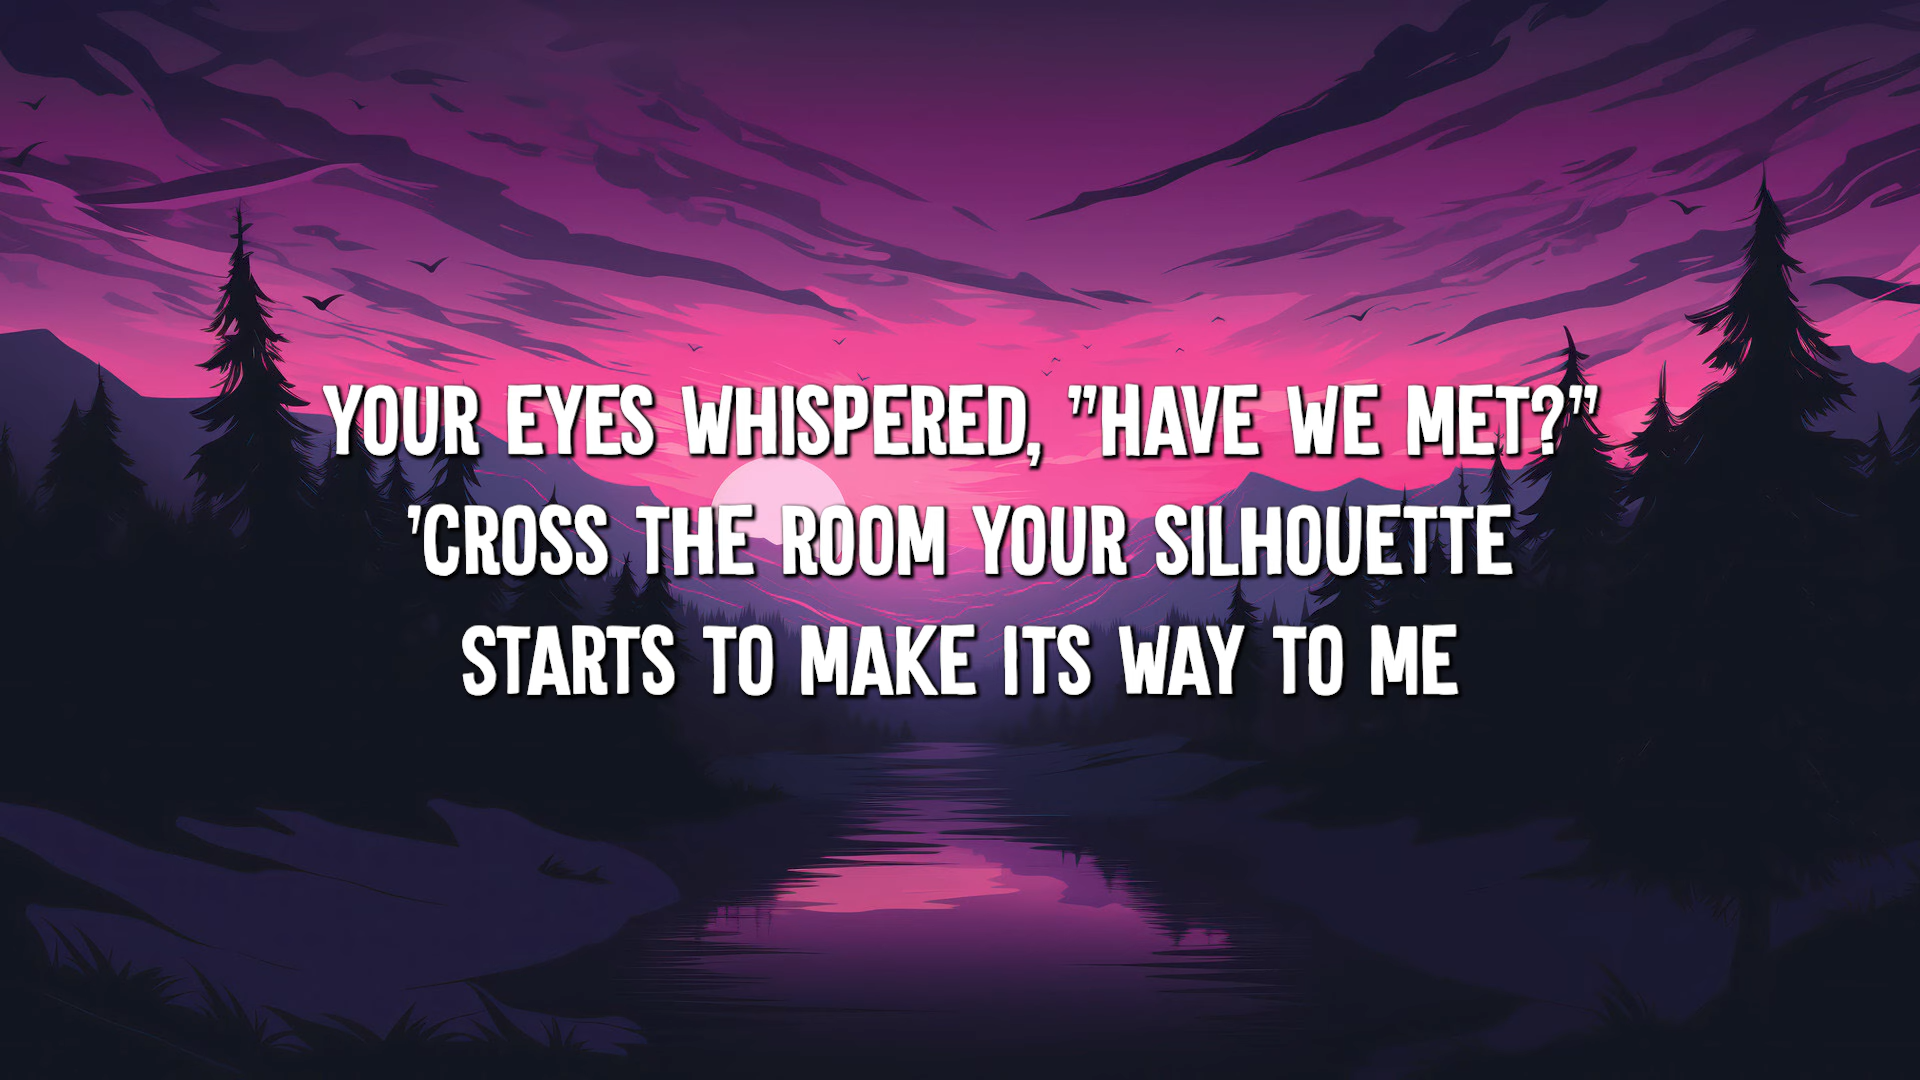 YOUR EYES WHISPERED, "HAVE WE MET?"
'CROSS THE ROOM YOUR SILHOUETTE
STARTS TO MAKE ITS WAY TO ME